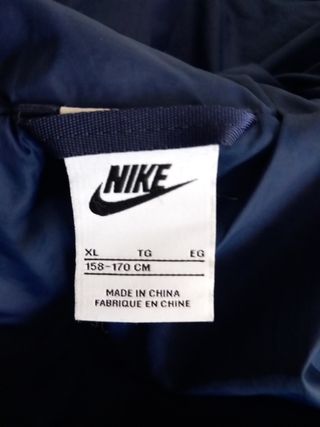 NIKE
XL TG EG
158-170 CM
MADE IN CHINA
FABRIQUE EN CHINE